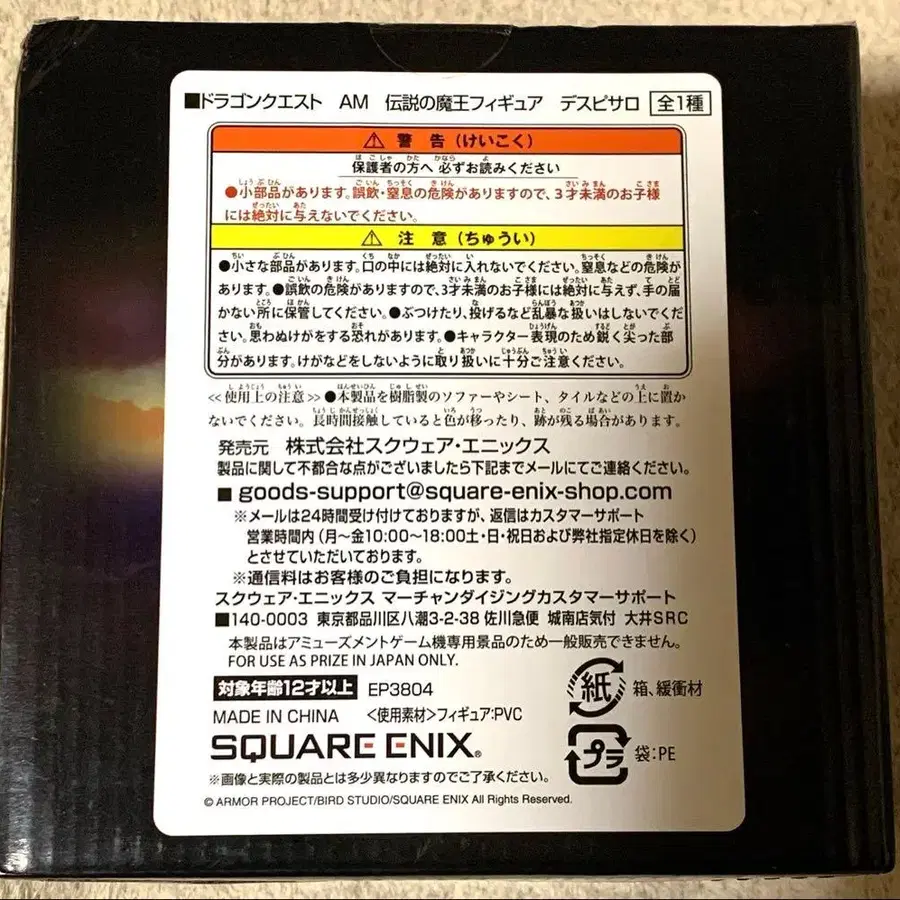 ■ドラゴンクエスト AM 伝説の魔王フィギュア デスピサロ 全1種
⚠ 警告(けいこく)
保護者の方へ 必ずお読みください
●小部品があります。誤飲・窒息の危険がありますので、3才未満のお子様
には絶対に与えないでください。
⚠ 注意(ちゅうい)
●小さな部品があります。口の中には絶対に入れないでください。窒息などの危険が
あります。●誤飲の危険がありますので、3才未満のお子様には絶対に与えず、手の届
かない所に保管してください。●ぶつけたり、投げるなど乱暴な扱いはしないでくだ
さい。思わぬけがをする恐れがあります。●キャラクター表現のため鋭く尖った部
分があります。けがなどをしないように取り扱いに十分ご注意ください。
<<使用上の注意>> ●本製品を樹脂製のソファーやシート、タイルなどの上に置か
ないでください。長時間接触していると色が移ったり、跡が残る場合があります。
発売元 株式会社スクウェア・エニックス
製品に関して不都合な点がございましたら下記までメールにてご連絡ください。
■ goods-support@square-enix-shop.com
※メールは24時間受け付けておりますが、返信はカスタマーサポート
営業時間内(月〜金10:00〜18:00土・日・祝日および弊社指定休日を除く)
とさせていただいております。
※通信料はお客様のご負担になります。
スクウェア・エニックス マーチャンダイジングカスタマーサポート
■140-0003 東京都品川区八潮3-2-38 佐川急便 城南店気付 大井SRC
本製品はアミューズメントゲーム機専用景品のため一般販売できません。
FOR USE AS PRIZE IN JAPAN ONLY.
対象年齢12才以上 EP3804
紙 箱、緩衝材
MADE IN CHINA <使用素材>フィギュア:PVC
SQUARE ENIX®
プラ 袋:PE
※画像と実際の製品とは多少異なりますのでご了承ください。
© ARMOR PROJECT/BIRD STUDIO/SQUARE ENIX All Rights Reserved.